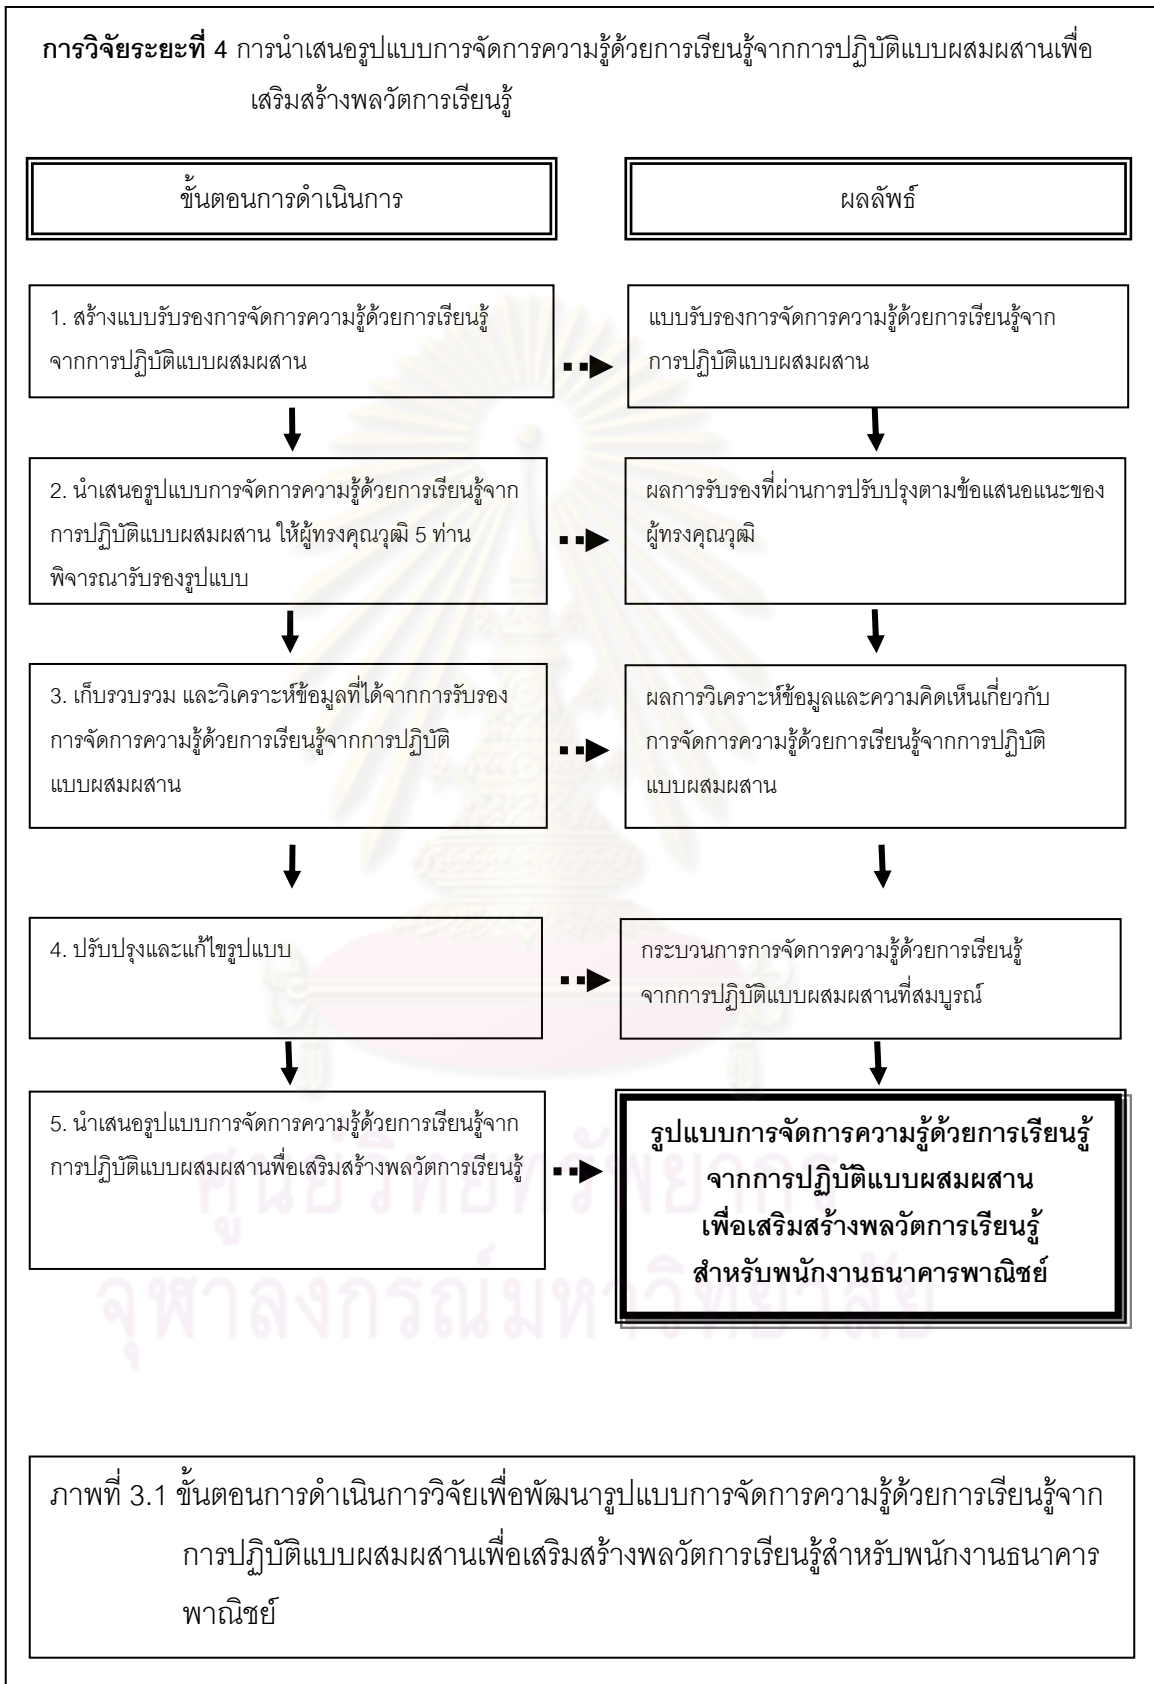 การวิจัยระยะที่ 4 การนำเสนอรูปแบบการจัดการความรู้ด้วยการเรียนรู้จากการปฏิบัติแบบผสมผสานเพื่อ
เสริมสร้างพลวัตการเรียนรู้
ขั้นตอนการดำเนินการ
ผลลัพธ์
1. สร้างแบบรับรองการจัดการความรู้ด้วยการเรียนรู้
จากการปฏิบัติแบบผสมผสาน
แบบรับรองการจัดการความรู้ด้วยการเรียนรู้จาก
การปฏิบัติแบบผสมผสาน
2. นำเสนอรูปแบบการจัดการความรู้ด้วยการเรียนรู้จาก
การปฏิบัติแบบผสมผสาน ให้ผู้ทรงคุณวุฒิ 5 ท่าน
พิจารณารับรองรูปแบบ
ผลการรับรองที่ผ่านการปรับปรุงตามข้อแสนอแนะของ
ผู้ทรงคุณวุฒิ
3. เก็บรวบรวม และวิเคราะห์ข้อมูลที่ได้จากการรับรอง
การจัดการความรู้ด้วยการเรียนรู้จากการปฏิบัติ
แบบผสมผสาน
ผลการวิเคราะห์ข้อมูลและความคิดเห็นเกี่ยวกับ
การจัดการความรู้ด้วยการเรียนรู้จากการปฏิบัติ
แบบผสมผสาน
4. ปรับปรุงและแก้ไขรูปแบบ
กระบวนการการจัดการความรู้ด้วยการเรียนรู้
จากการปฏิบัติแบบผสมผสานที่สมบูรณ์
5. นำเสนอรูปแบบการจัดการความรู้ด้วยการเรียนรู้จาก
การปฏิบัติแบบผสมผสานพื่อเสริมสร้างพลวัตการเรียนรู้
รูปแบบการจัดการความรู้ด้วยการเรียนรู้
จากการปฏิบัติแบบผสมผสาน
เพื่อเสริมสร้างพลวัตการเรียนรู้
สำหรับพนักงานธนาคารพาณิชย์
ศูนย์วิทยทรัพยากร
จุฬาลงกรณ์มหาวิทยาลัย
ภาพที่ 3.1 ขั้นตอนการดำเนินการวิจัยเพื่อพัฒนารูปแบบการจัดการความรู้ด้วยการเรียนรู้จาก
การปฏิบัติแบบผสมผสานเพื่อเสริมสร้างพลวัตการเรียนรู้สำหรับพนักงานธนาคาร
พาณิชย์